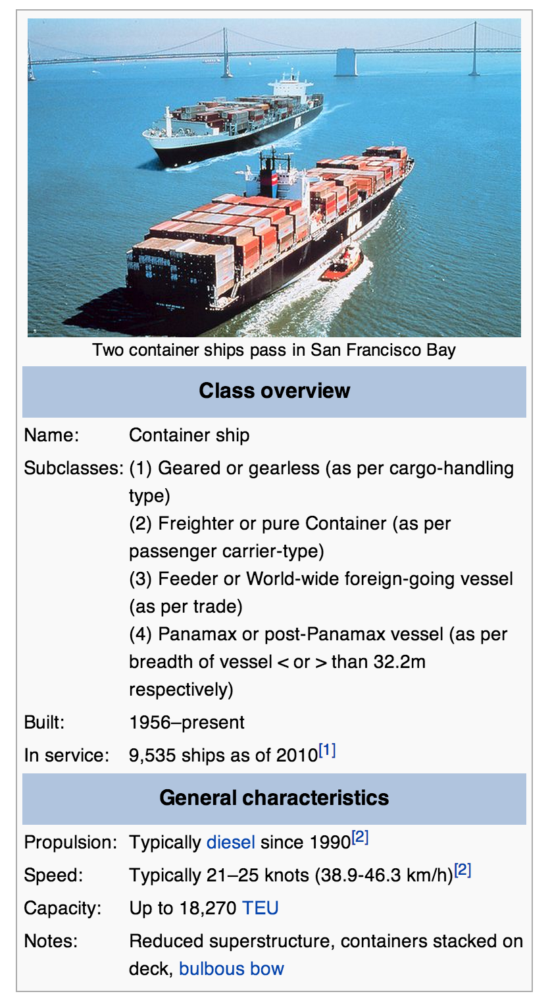 APL
APL
Two container ships pass in San Francisco Bay
Class overview
Name: Container ship
Subclasses: (1) Geared or gearless (as per cargo-handling
type)
(2) Freighter or pure Container (as per
passenger carrier-type)
(3) Feeder or World-wide foreign-going vessel
(as per trade)
(4) Panamax or post-Panamax vessel (as per
breadth of vessel < or > than 32.2m
respectively)
Built: 1956–present
In service: 9,535 ships as of 2010[1]
General characteristics
Propulsion: Typically diesel since 1990[2]
Speed: Typically 21–25 knots (38.9-46.3 km/h)[2]
Capacity: Up to 18,270 TEU
Notes: Reduced superstructure, containers stacked on
deck, bulbous bow